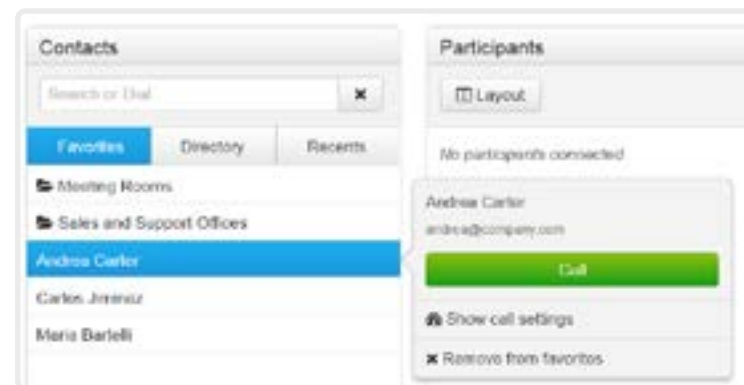 Contacts
Search or Dial
Favorites Directory Recents
Meeting Rooms
Sales and Support Offices
Andrea Carter
Carlos Jiminez
Maria Bartelli
Participants
Layout
No participants connected
Andrea Carter
andrea@company.com
Call
Show call settings
Remove from favorites